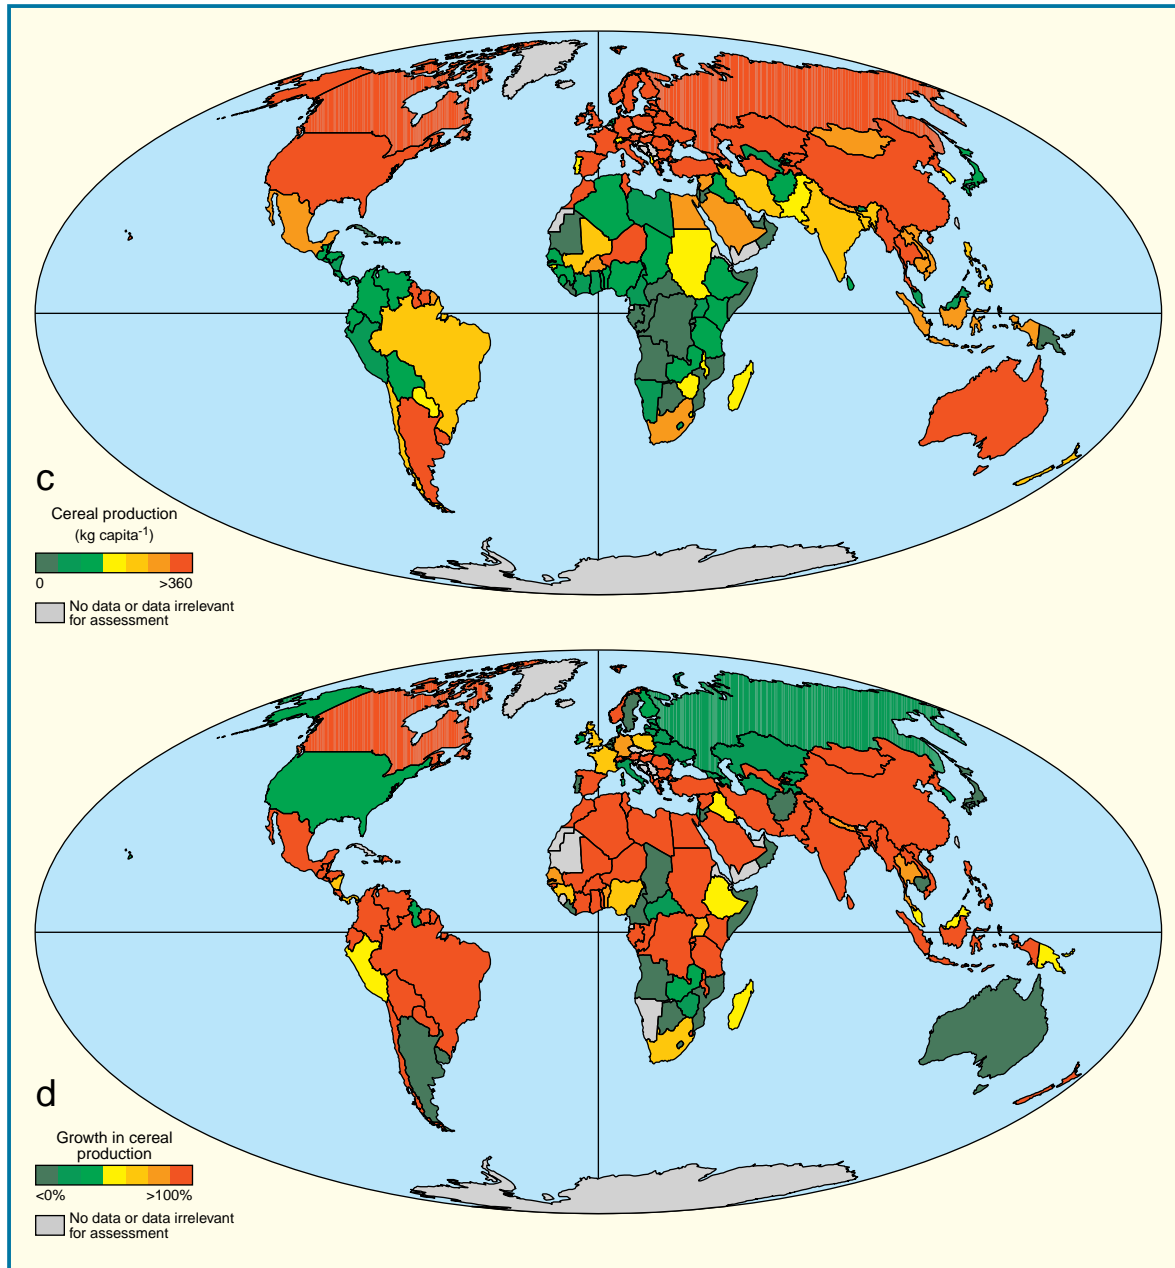 c
Cereal production
(kg capita-1)
0 >360
No data or data irrelevant
for assessment
d
Growth in cereal
production
<0% >100%
No data or data irrelevant
for assessment